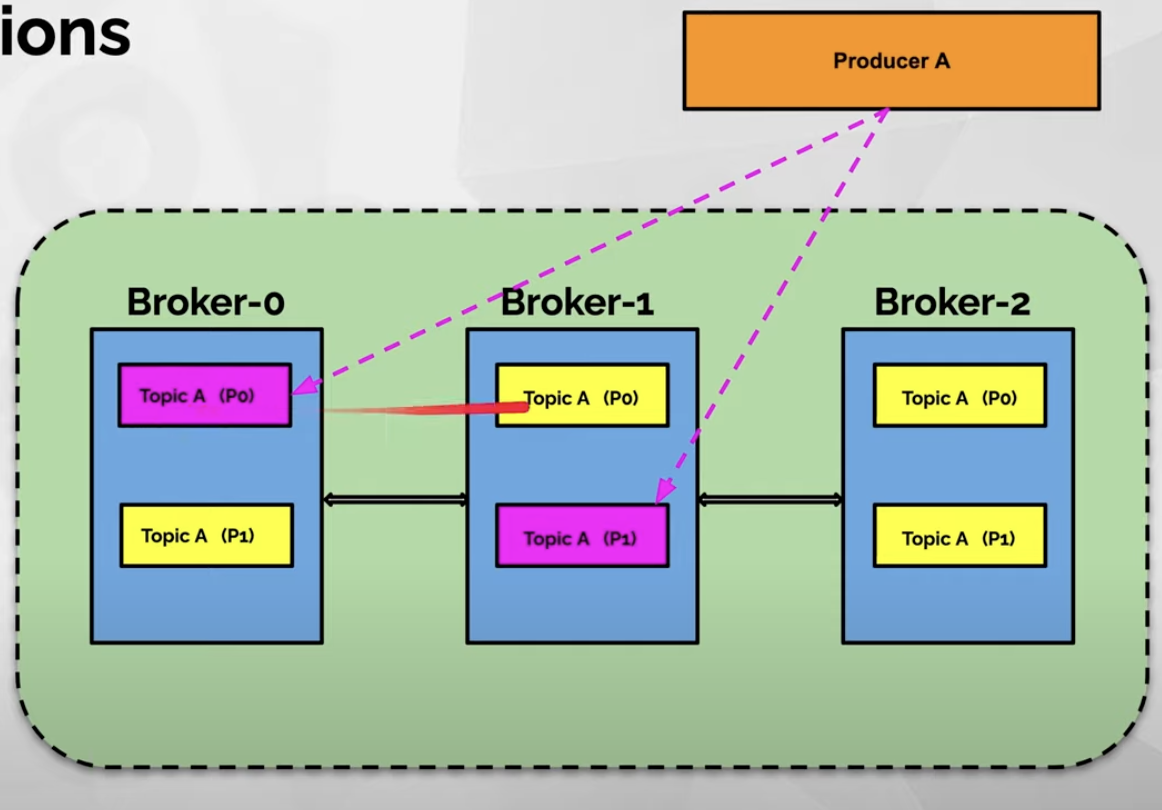 ions
Producer A
Broker-0
Broker-1
Broker-2
Topic A (P0)
Topic A (P0)
Topic A (P0)
Topic A (P1)
Topic A (P1)
Topic A (P1)